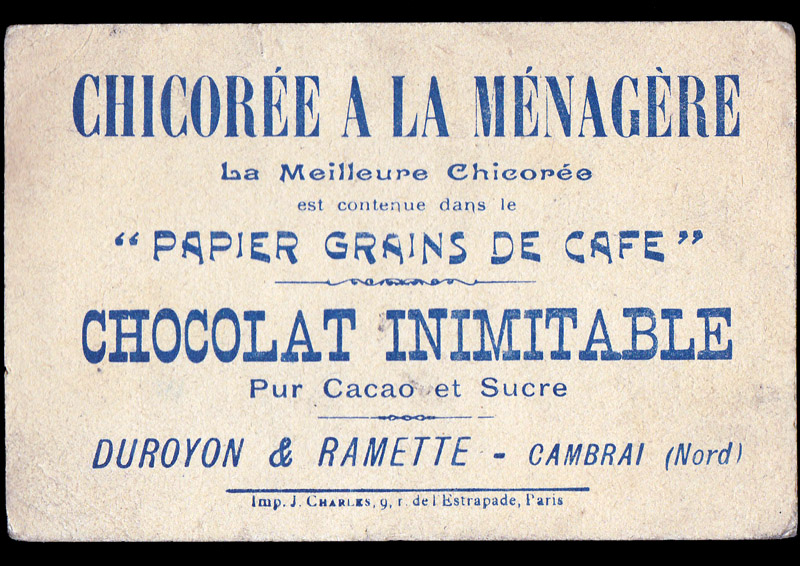 CHICORÉE A LA MÉNAGÈRE
La Meilleure Chicorée
est contenue dans le
“PAPIER GRAINS DE CAFE”
CHOCOLAT INIMITABLE
Pur Cacao et Sucre
DUROYON & RAMETTE - CAMBRAI (Nord)
Imp. J. CHARLES, 9, r. de l'Estrapade, Paris